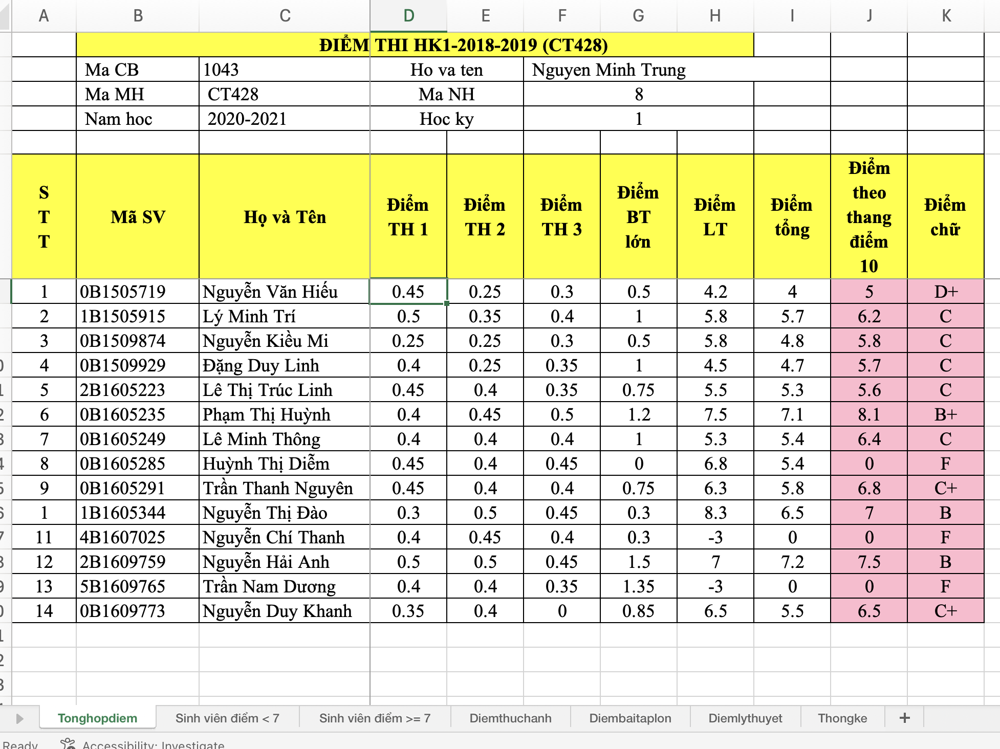 A B C D E F G H I J K
ĐIỂM THI HK1-2018-2019 (CT428)
Ma CB 1043 Ho va ten Nguyen Minh Trung
Ma MH CT428 Ma NH 8
Nam hoc 2020-2021 Hoc ky 1
S T T Mã SV Họ và Tên Điểm TH 1 Điểm TH 2 Điểm TH 3 Điểm BT lớn Điểm LT Điểm tổng Điểm theo thang điểm 10 Điểm chữ
1 0B1505719 Nguyễn Văn Hiếu 0.45 0.25 0.3 0.5 4.2 4 5 D+
2 1B1505915 Lý Minh Trí 0.5 0.35 0.4 1 5.8 5.7 6.2 C
3 0B1509874 Nguyễn Kiều Mi 0.25 0.25 0.3 0.5 5.8 4.8 5.8 C
4 0B1509929 Đặng Duy Linh 0.4 0.25 0.35 1 4.5 4.7 5.7 C
5 2B1605223 Lê Thị Trúc Linh 0.45 0.4 0.35 0.75 5.5 5.3 5.6 C
6 0B1605235 Phạm Thị Huỳnh 0.4 0.45 0.5 1.2 7.5 7.1 8.1 B+
7 0B1605249 Lê Minh Thông 0.4 0.4 0.4 1 5.3 5.4 6.4 C
8 0B1605285 Huỳnh Thị Diễm 0.45 0.4 0.45 0 6.8 5.4 0 F
9 0B1605291 Trần Thanh Nguyên 0.45 0.4 0.4 0.75 6.3 5.8 6.8 C+
1 1B1605344 Nguyễn Thị Đào 0.3 0.5 0.45 0.3 8.3 6.5 7 B
11 4B1607025 Nguyễn Chí Thanh 0.4 0.45 0.4 0.3 -3 0 0 F
12 2B1609759 Nguyễn Hải Anh 0.5 0.5 0.45 1.5 7 7.2 7.5 B
13 5B1609765 Trần Nam Dương 0.4 0.4 0.35 1.35 -3 0 0 F
14 0B1609773 Nguyễn Duy Khanh 0.35 0.4 0 0.85 6.5 5.5 6.5 C+
Tonghopdiem Sinh viên điểm < 7 Sinh viên điểm >= 7 Diemthuchanh Diembaitaplon Diemlythuyet Thongke +
Ready Accessibility: Investigate